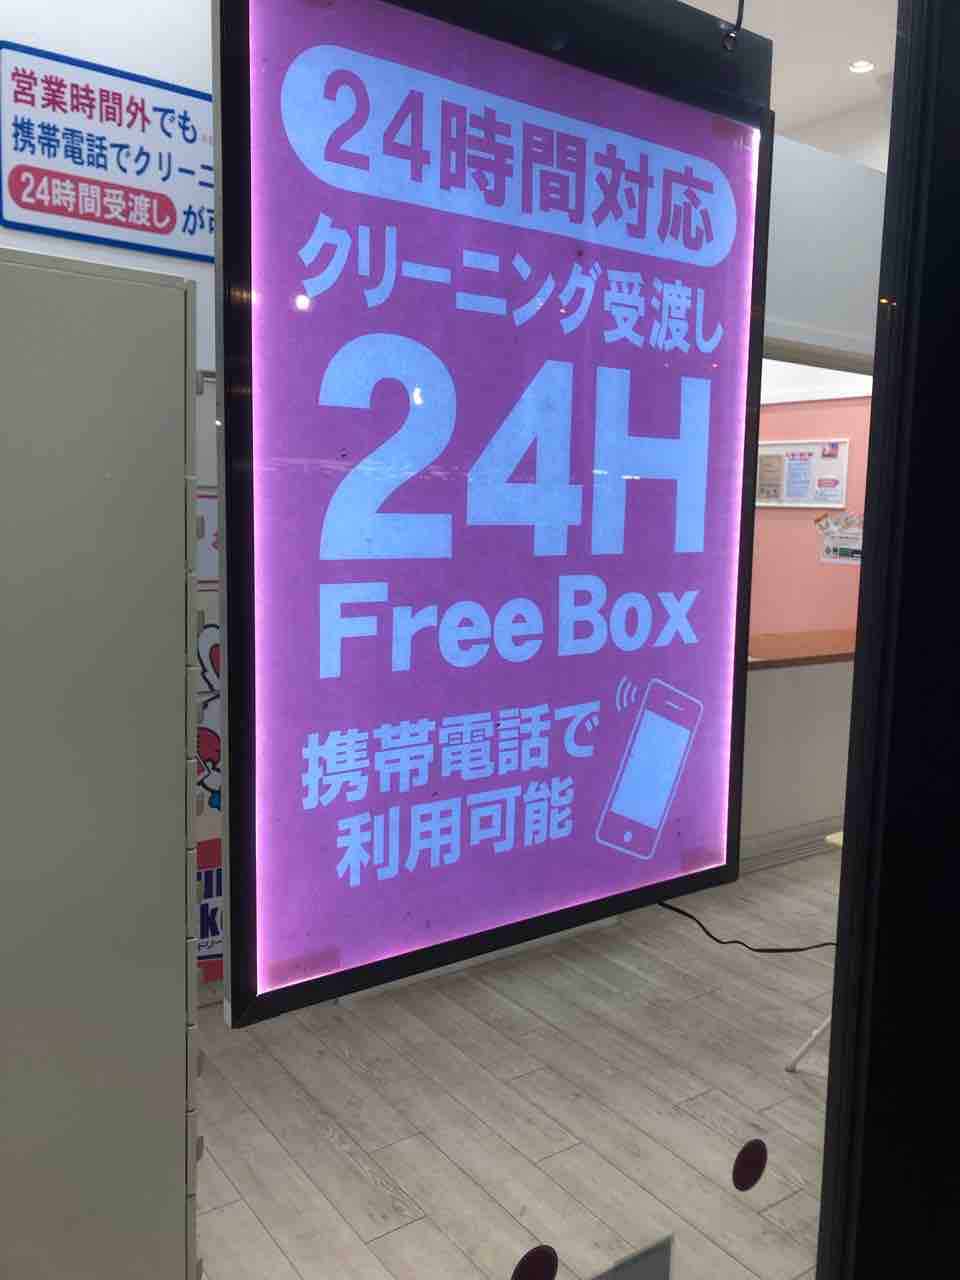 営業時間外でも
携帯電話でクリーニ
24時間受渡しが
24時間対応
クリーニング受渡し
24H
Free Box
携帯電話で
利用可能